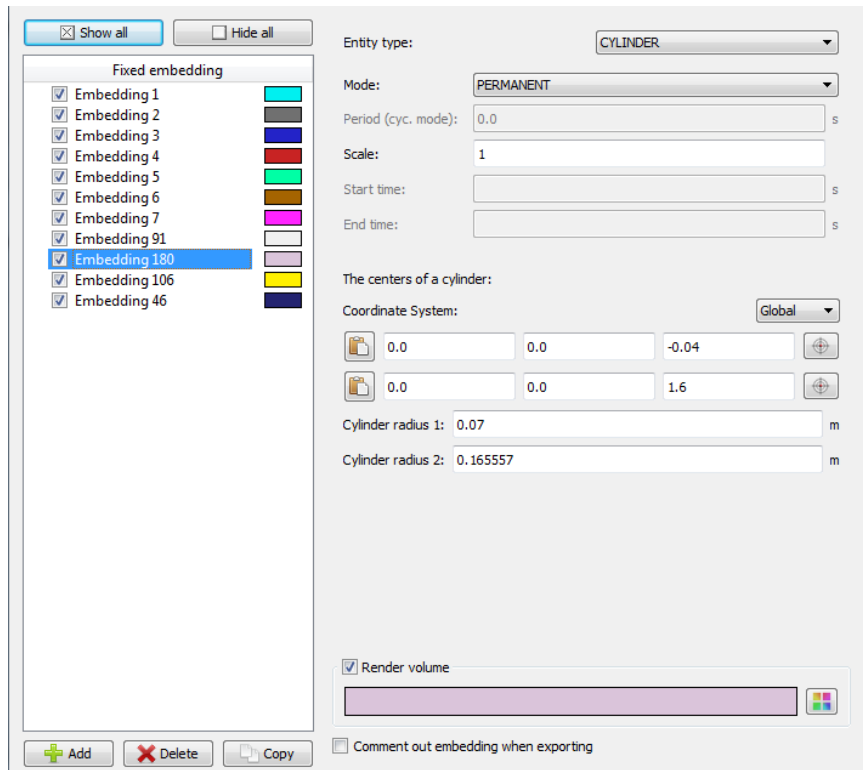 Show all
Hide all
Fixed embedding
Embedding 1
Embedding 2
Embedding 3
Embedding 4
Embedding 5
Embedding 6
Embedding 7
Embedding 91
Embedding 180
Embedding 106
Embedding 46
Add
Delete
Copy
Entity type: CYLINDER
Mode: PERMANENT
Period (cyc. mode): 0.0 s
Scale: 1
Start time: s
End time: s
The centers of a cylinder:
Coordinate System: Global
0.0 0.0 -0.04
0.0 0.0 1.6
Cylinder radius 1: 0.07 m
Cylinder radius 2: 0.165557 m
Render volume
Comment out embedding when exporting